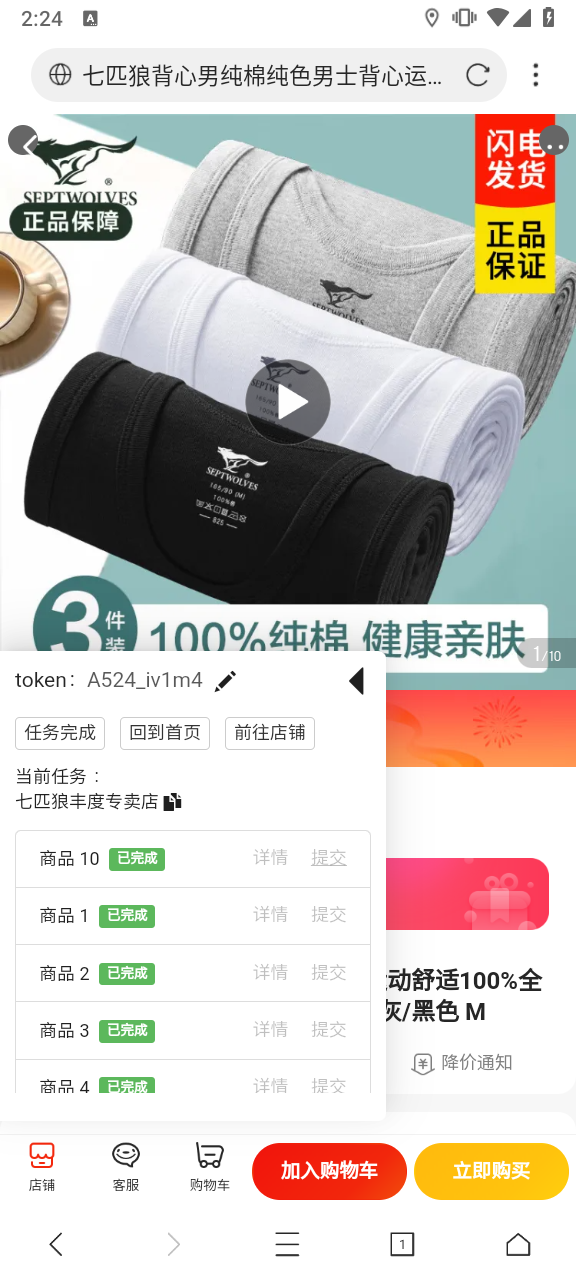 2:24
A
七匹狼背心男纯棉纯色男士背心运...
SEPTWOLVES
正品保障
闪电
发货
正品
保证
SEPTWOLVES
165/90 (M)
100%棉
825
3件装
100%纯棉 健康亲肤
1/10
token: A524_iv1m4
任务完成 回到首页 前往店铺
当前任务：
七匹狼丰度专卖店
商品 10 已完成 详情 提交
商品 1 已完成 详情 提交
商品 2 已完成 详情 提交
商品 3 已完成 详情 提交
商品 4 已完成 详情 提交
动舒适100%全
灰/黑色 M
降价通知
店铺 客服 购物车 加入购物车 立即购买
1